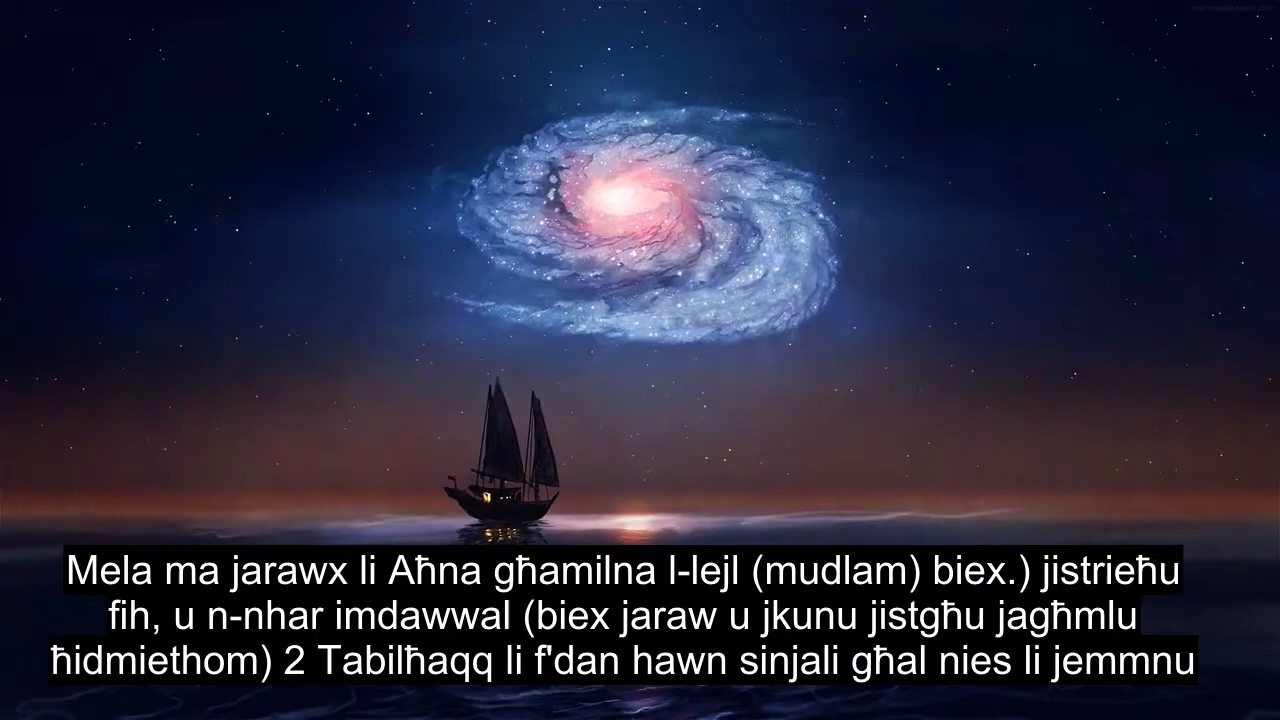 Mela ma jarawx li Aħna għamilna l-lejl (mudlam) biex.) jistrieħu
fih, u n-nhar imdawwal (biex jaraw u jkunu jistgħu jagħmlu
ħidmiethom) 2 Tabilħaqq li f'dan hawn sinjali għal nies li jemmnu